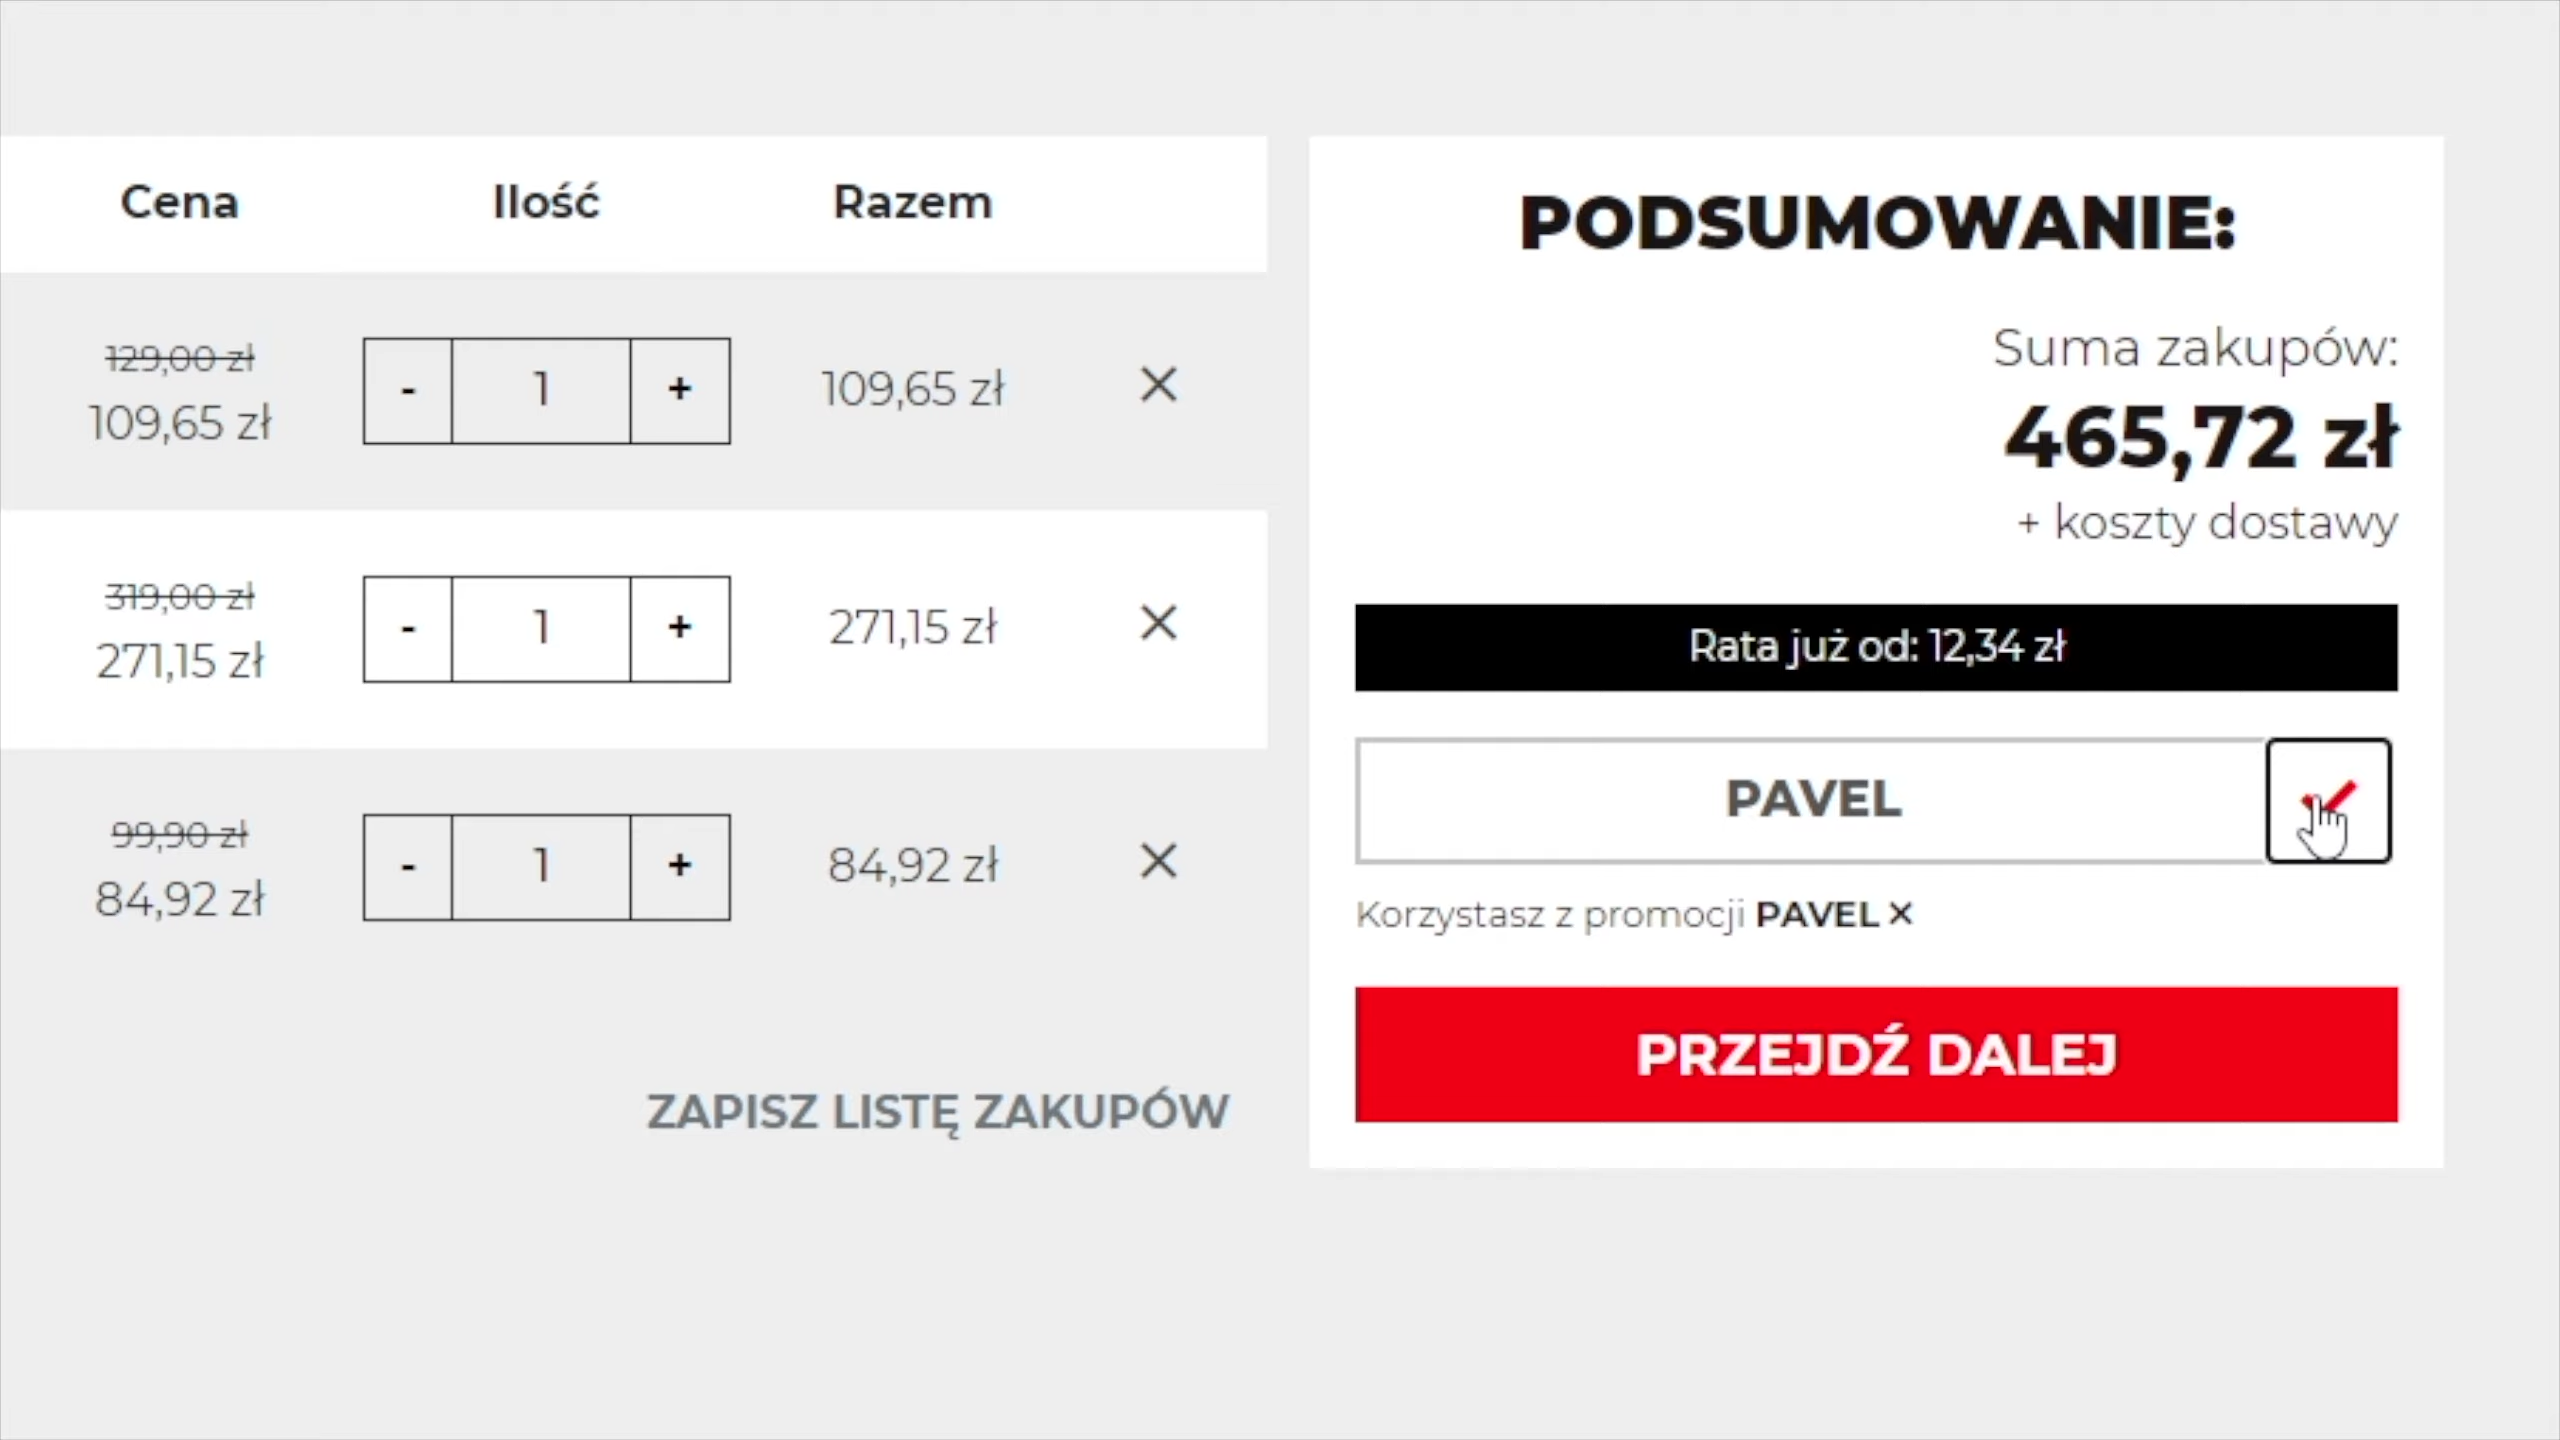 Cena Ilość Razem
129,00 zł
109,65 zł
- 1 +
109,65 zł
319,00 zł
271,15 zł
- 1 +
271,15 zł
99,90 zł
84,92 zł
- 1 +
84,92 zł
ZAPISZ LISTĘ ZAKUPÓW
PODSUMOWANIE:
Suma zakupów:
465,72 zł
+ koszty dostawy
Rata już od: 12,34 zł
PAVEL
Korzystasz z promocji PAVEL ×
PRZEJDŹ DALEJ